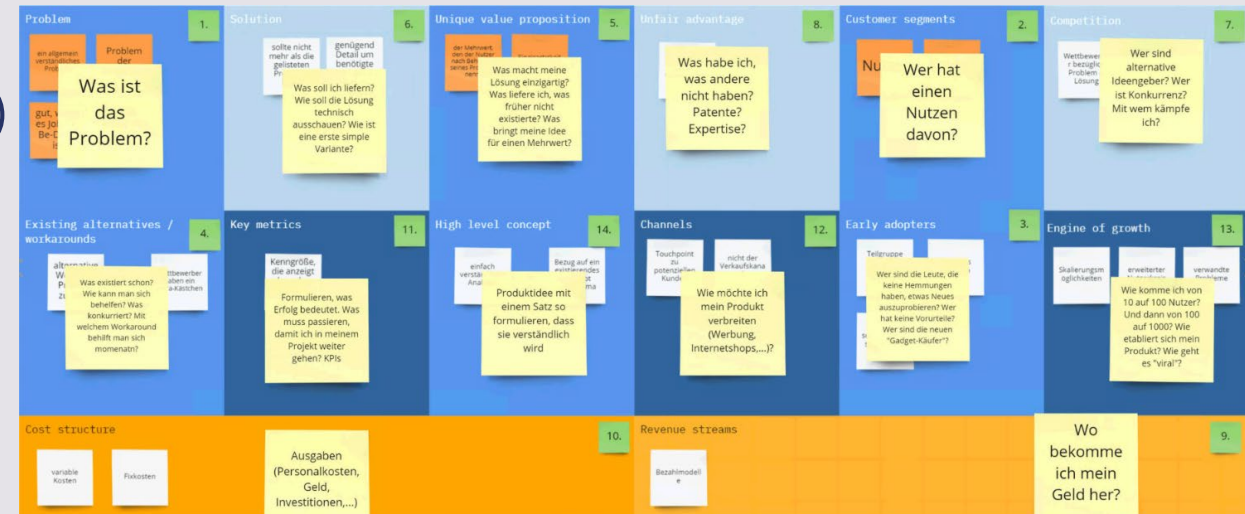 Problem
1.
ein allgemein
verständliches
Problem
der
gut,
es
Be-
Was ist
das
Problem?
Solution
6.
sollte nicht
mehr als die
gelisteten
genügend
Detail um
benötigte
Was soll ich liefern?
Wie soll die Lösung
technisch
ausschauen? Wie ist
eine erste simple
Variante?
Unique value proposition
5.
der Mehrwert,
den der Nutzer
Was macht meine
Lösung einzigartig?
Was liefere ich, was
früher nicht
existierte? Was
bringt meine Idee
für einen Mehrwert?
Unfair advantage
8.
Was habe ich,
was andere
nicht haben?
Patente?
Expertise?
Customer segments
2.
Wer hat
einen
Nutzen
davon?
Competition
7.
Problem
Lösung
Wer sind
alternative
Ideengeber? Wer
ist Konkurrenz?
Mit wem kämpfe
ich?
Existing alternatives /
workarounds
4.
alternative
Was existiert schon?
Wie kann man sich
behelfen? Was
konkurriert? Mit
welchem Workaround
behilft man sich
momenatn?
Key metrics
11.
Kenngröße,
die anzeigt
Formulieren, was
Erfolg bedeutet. Was
muss passieren,
damit ich in meinem
Projekt weiter
gehen? KPIs
High level concept
14.
einfach
Bezug auf ein
existierendes
Produktidee mit
einem Satz so
formulieren, dass
sie verständlich
wird
Channels
12.
Touchpoint
zu
potenziellen
nicht der
Verkaufskana
Wie möchte ich
mein Produkt
verbreiten
(Werbung,
Internetshops,...)?
Early adopters
3.
Teilgruppe
Wer sind die Leute, die
keine Hemmungen
haben, etwas Neues
auszuprobieren? Wer
hat keine Vorurteile?
Wer sind die neuen
"Gadget-Käufer"?
Engine of growth
13.
Skalierungsm
öglichkeiten
erweiterter
verwandte
Probleme
Wie komme ich von
10 auf 100 Nutzer?
Und dann von 100
auf 1000? Wie
etabliert sich mein
Produkt? Wie geht
es "viral"?
Cost structure
10.
variable
Kosten
Fixkosten
Ausgaben
(Personalkosten,
Geld,
Investitionen,...)
Revenue streams
9.
Bezahlmodell
e
Wo
bekomme
ich mein
Geld her?